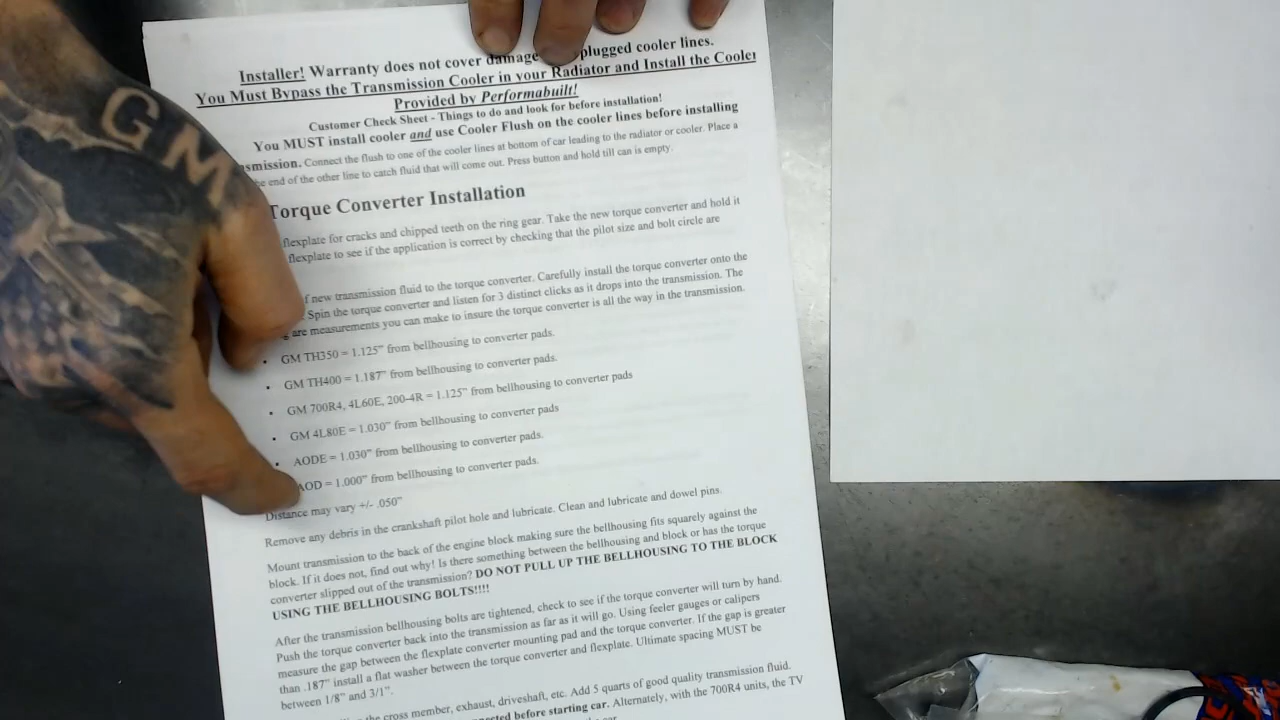 GM
Installer! Warranty does not cover damage plugged cooler lines.
You Must Bypass the Transmission Cooler in your Radiator and Install the Cooler
Provided by Performabuilt!
Customer Check Sheet - Things to do and look for before installation!
You MUST install cooler and use Cooler Flush on the cooler lines before installing
smission. Connect the flush to one of the cooler lines at bottom of car leading to the radiator or cooler. Place a
end of the other line to catch fluid that will come out. Press button and hold till can is empty.
Torque Converter Installation
flexplate for cracks and chipped teeth on the ring gear. Take the new torque converter and hold it
flexplate to see if the application is correct by checking that the pilot size and bolt circle are
f new transmission fluid to the torque converter. Carefully install the torque converter onto the
Spin the torque converter and listen for 3 distinct clicks as it drops into the transmission. The
are measurements you can make to insure the torque converter is all the way in the transmission.
• GM TH350 = 1.125" from bellhousing to converter pads.
• GM TH400 = 1.187" from bellhousing to converter pads.
• GM 700R4, 4L60E, 200-4R = 1.125" from bellhousing to converter pads
• GM 4L80E = 1.030" from bellhousing to converter pads
• AODE = 1.030" from bellhousing to converter pads.
AOD = 1.000" from bellhousing to converter pads.
Distance may vary +/- .050"
Remove any debris in the crankshaft pilot hole and lubricate. Clean and lubricate and dowel pins.
Mount transmission to the back of the engine block making sure the bellhousing fits squarely against the
block. If it does not, find out why! Is there something between the bellhousing and block or has the torque
converter slipped out of the transmission? DO NOT PULL UP THE BELLHOUSING TO THE BLOCK
USING THE BELLHOUSING BOLTS!!!!
After the transmission bellhousing bolts are tightened, check to see if the torque converter will turn by hand.
Push the torque converter back into the transmission as far as it will go. Using feeler gauges or calipers
measure the gap between the flexplate converter mounting pad and the torque converter. If the gap is greater
than .187" install a flat washer between the torque converter and flexplate. Ultimate spacing MUST be
between 1/8" and 3/1".
the cross member, exhaust, driveshaft, etc. Add 5 quarts of good quality transmission fluid.
before starting car. Alternately, with the 700R4 units, the TV